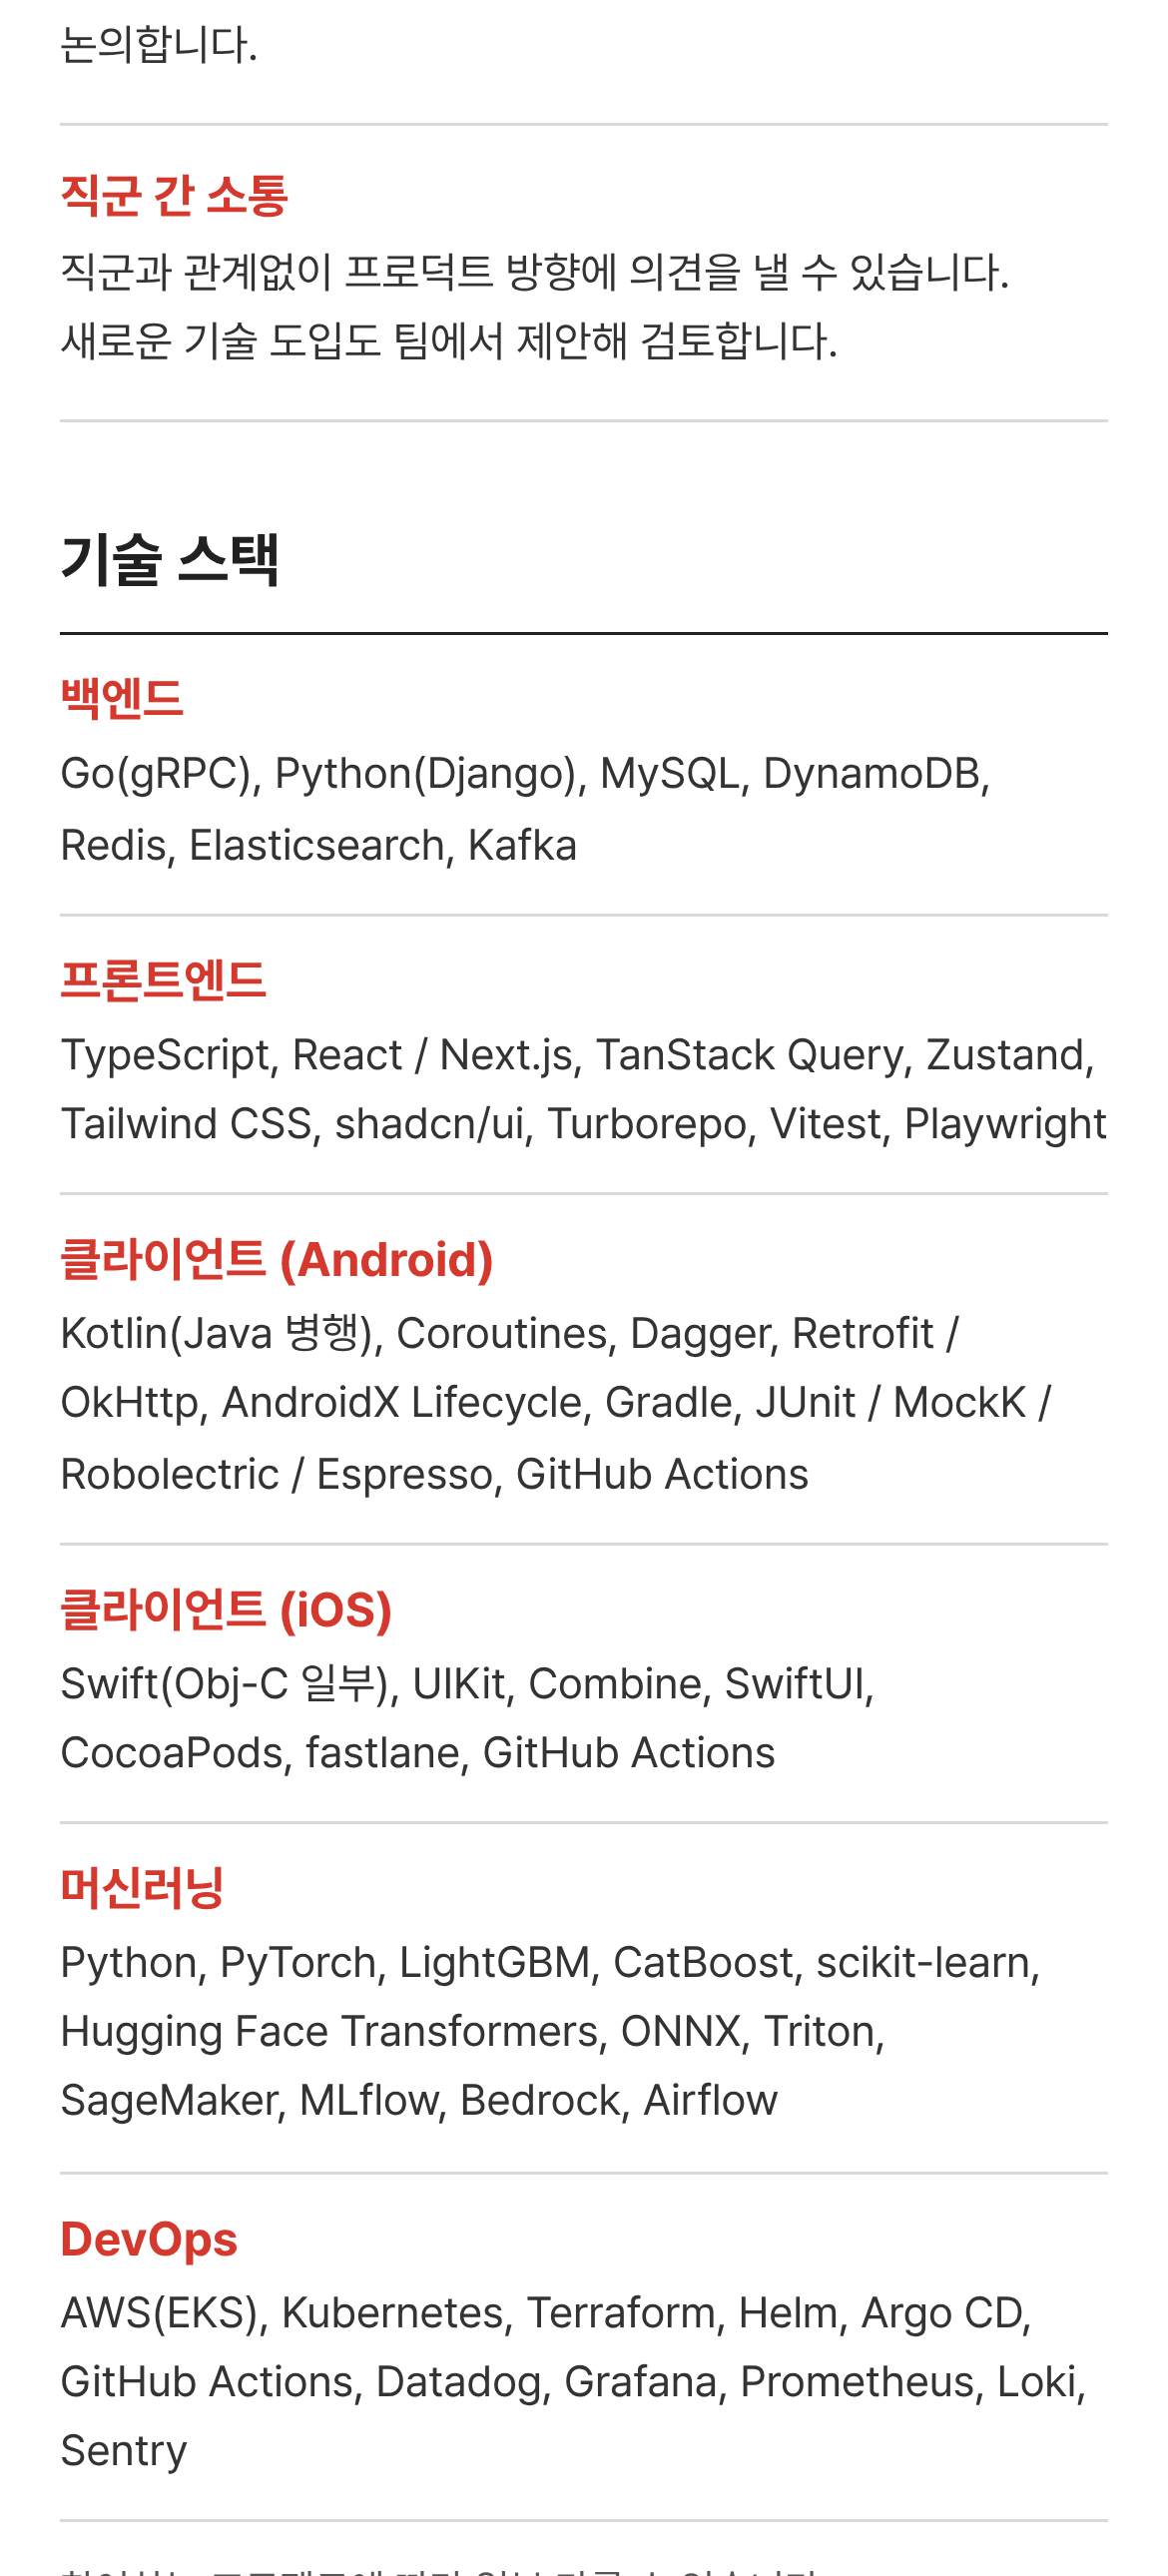 논의합니다.
직군 간 소통
직군과 관계없이 프로덕트 방향에 의견을 낼 수 있습니다.
새로운 기술 도입도 팀에서 제안해 검토합니다.
기술 스택
백엔드
Go(gRPC), Python(Django), MySQL, DynamoDB,
Redis, Elasticsearch, Kafka
프론트엔드
TypeScript, React / Next.js, TanStack Query, Zustand,
Tailwind CSS, shadcn/ui, Turborepo, Vitest, Playwright
클라이언트 (Android)
Kotlin(Java 병행), Coroutines, Dagger, Retrofit /
OkHttp, AndroidX Lifecycle, Gradle, JUnit / MockK /
Robolectric / Espresso, GitHub Actions
클라이언트 (iOS)
Swift(Obj-C 일부), UIKit, Combine, SwiftUI,
CocoaPods, fastlane, GitHub Actions
머신러닝
Python, PyTorch, LightGBM, CatBoost, scikit-learn,
Hugging Face Transformers, ONNX, Triton,
SageMaker, MLflow, Bedrock, Airflow
DevOps
AWS(EKS), Kubernetes, Terraform, Helm, Argo CD,
GitHub Actions, Datadog, Grafana, Prometheus, Loki,
Sentry